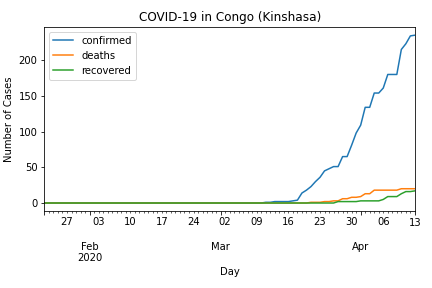 COVID-19 in Congo (Kinshasa)
confirmed
deaths
recovered
Number of Cases
200
150
100
50
0
27 03 10 17 24 02 09 16 23 30 06 13
Feb Mar Apr
2020
Day